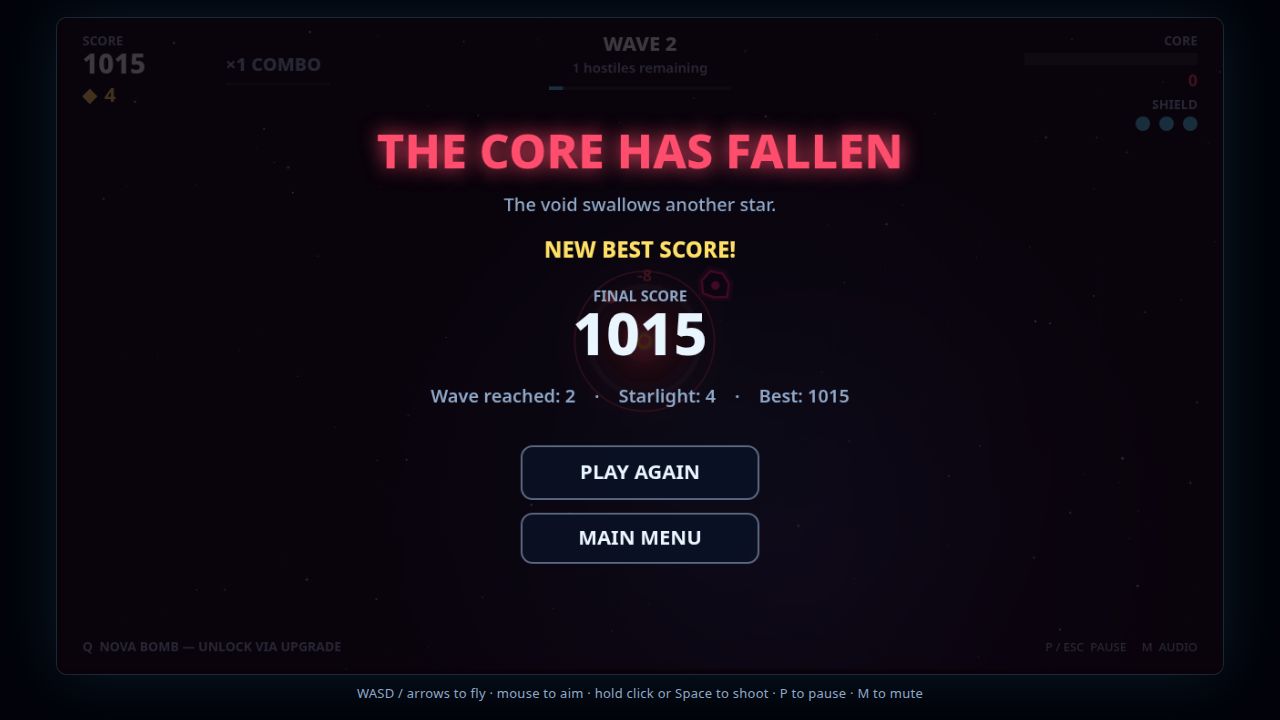 SCORE
1015
◆ 4
×1 COMBO
WAVE 2
1 hostiles remaining
CORE
0
SHIELD
THE CORE HAS FALLEN
The void swallows another star.
NEW BEST SCORE!
-8
FINAL SCORE
1015
Wave reached: 2 · Starlight: 4 · Best: 1015
PLAY AGAIN
MAIN MENU
Q NOVA BOMB — UNLOCK VIA UPGRADE
P / ESC PAUSE M AUDIO
WASD / arrows to fly · mouse to aim · hold click or Space to shoot · P to pause · M to mute